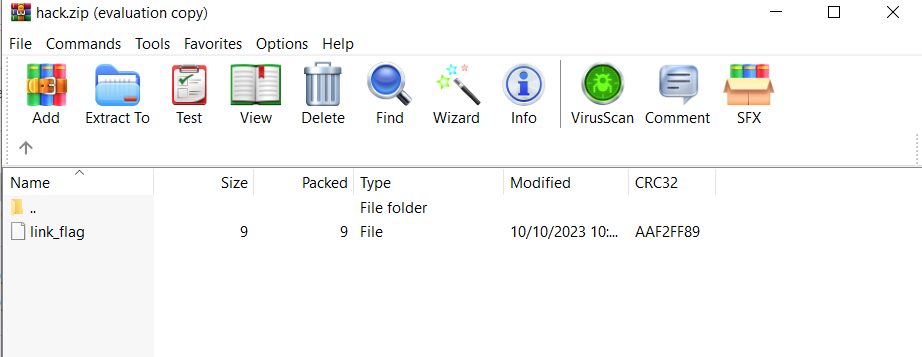 hack.zip (evaluation copy)
File Commands Tools Favorites Options Help
Add Extract To Test View Delete Find Wizard Info VirusScan Comment SFX
Name Size Packed Type Modified CRC32
.. File folder
link_flag 9 9 File 10/10/2023 10:... AAF2FF89